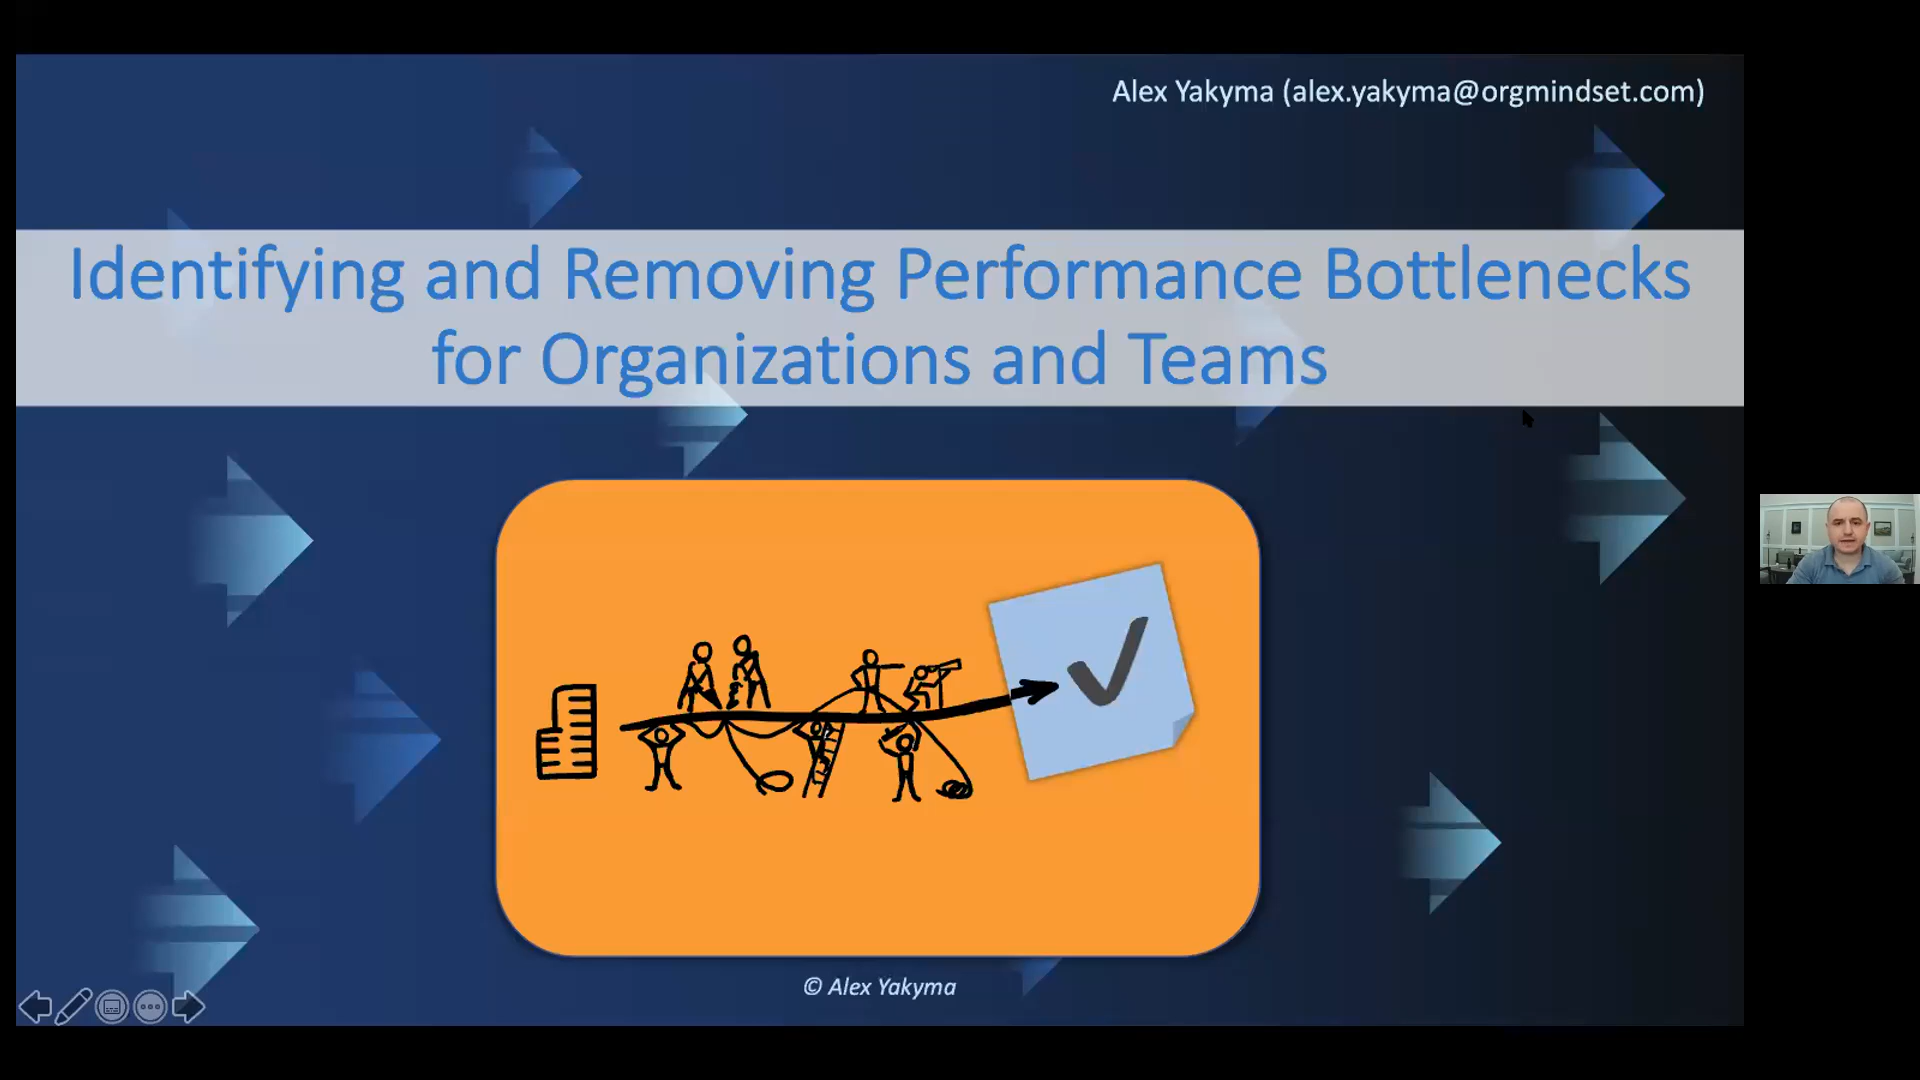 Alex Yakyma (alex.yakyma@orgmindset.com)
Identifying and Removing Performance Bottlenecks
for Organizations and Teams
© Alex Yakyma